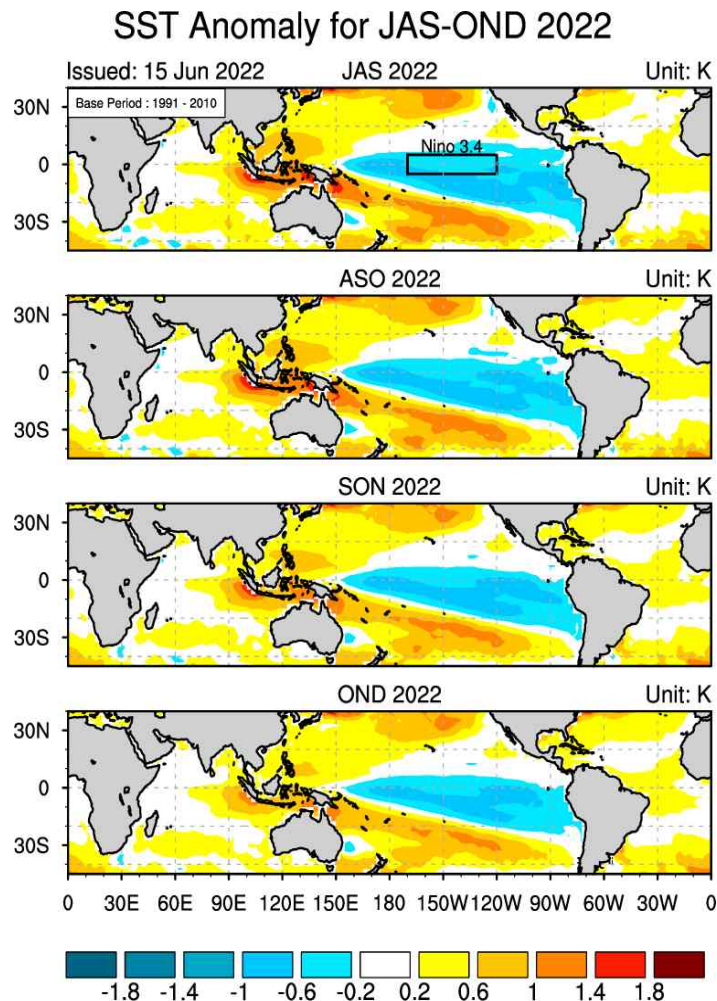 SST Anomaly for JAS-OND 2022
Issued: 15 Jun 2022 JAS 2022 Unit: K
Base Period : 1991 - 2010
30N
Nino 3.4
0
30S
ASO 2022 Unit: K
30N
0
30S
SON 2022 Unit: K
30N
0
30S
OND 2022 Unit: K
30N
0
30S
0 30E 60E 90E 120E 150E 150W 120W 90W 60W 30W 0
-1.8 -1.4 -1 -0.6 -0.2 0.2 0.6 1 1.4 1.8